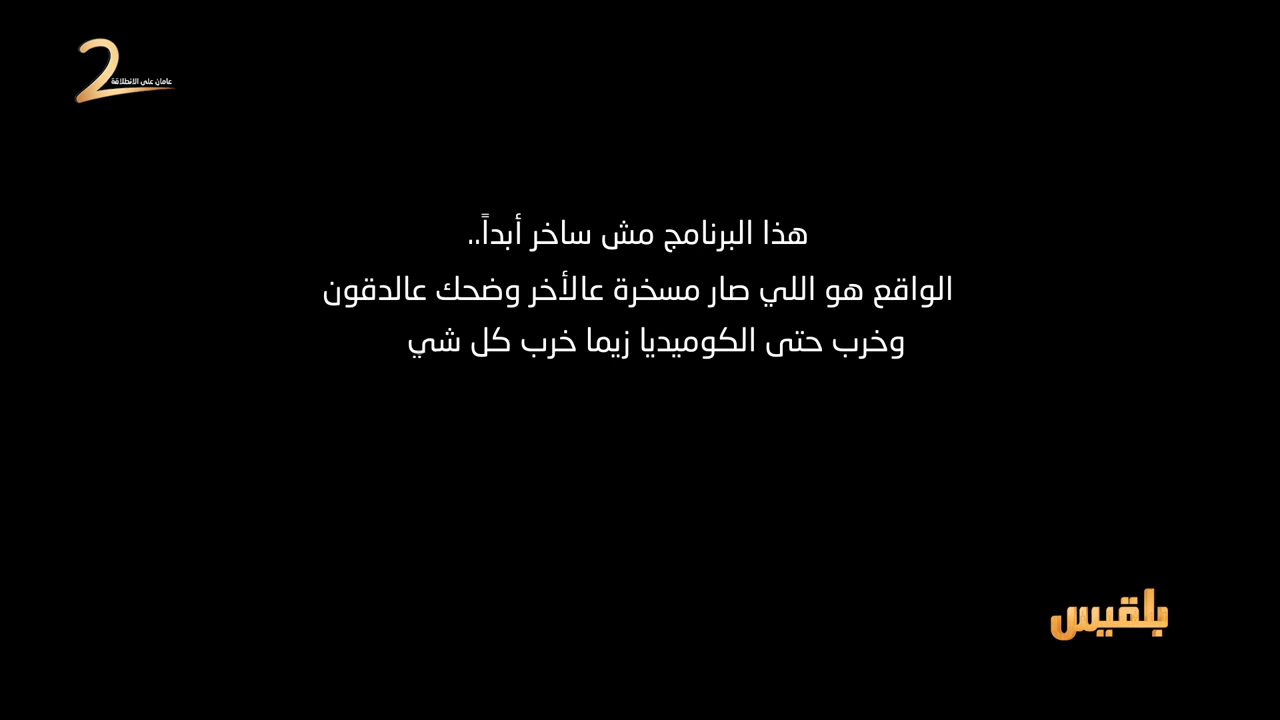 2
عامان على الانطلاقة
هذا البرنامج مش ساخر أبداً..
الواقع هو اللي صار مسخرة عالأخر وضحك عالدقون
وخرب حتى الكوميديا زيما خرب كل شي
بلقيس